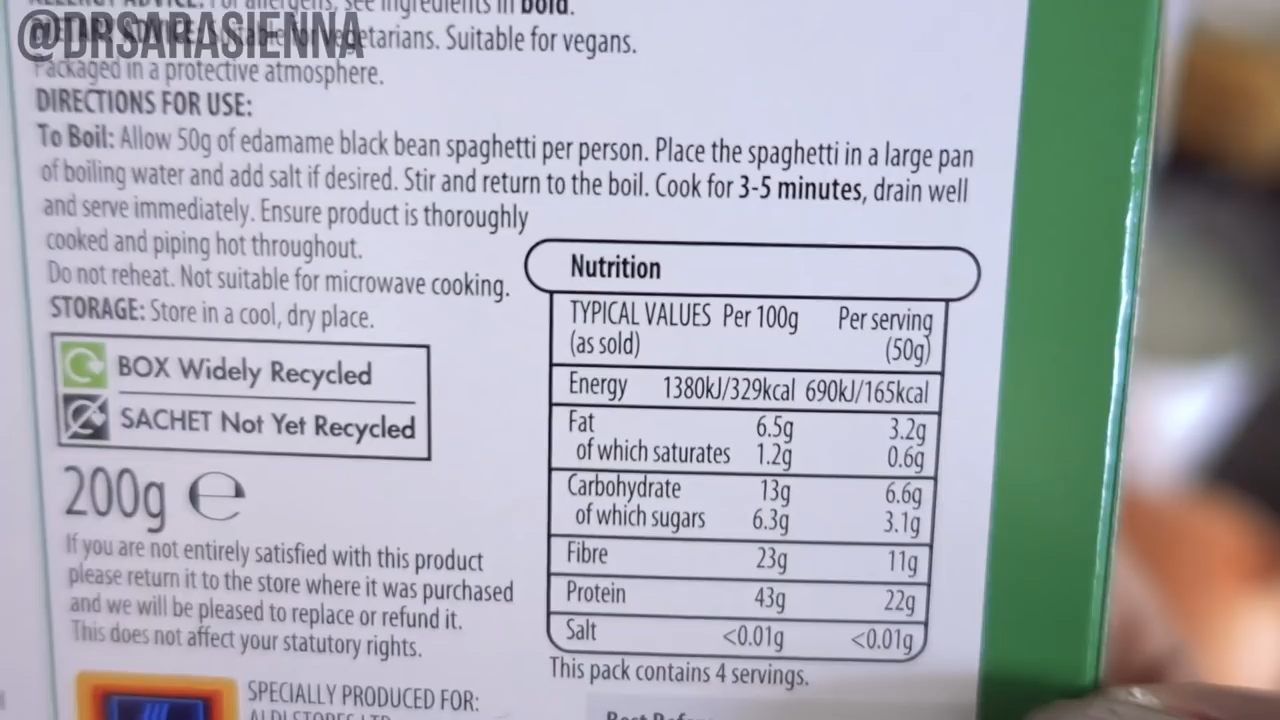 @DRSARASIENNA
see ingredients in bold.
vegetarians. Suitable for vegans.
Packaged in a protective atmosphere.
DIRECTIONS FOR USE:
To Boil: Allow 50g of edamame black bean spaghetti per person. Place the spaghetti in a large pan
of boiling water and add salt if desired. Stir and return to the boil. Cook for 3-5 minutes, drain well
and serve immediately. Ensure product is thoroughly
cooked and piping hot throughout.
Do not reheat. Not suitable for microwave cooking.
STORAGE: Store in a cool, dry place.
BOX Widely Recycled
SACHET Not Yet Recycled
200g ℮
If you are not entirely satisfied with this product
please return it to the store where it was purchased
and we will be pleased to replace or refund it.
This does not affect your statutory rights.
SPECIALLY PRODUCED FOR:
ALDI STORES LTD
Nutrition
TYPICAL VALUES Per 100g Per serving
(as sold) (50g)
Energy 1380kJ/329kcal 690kJ/165kcal
Fat 6.5g 3.2g
of which saturates 1.2g 0.6g
Carbohydrate 13g 6.6g
of which sugars 6.3g 3.1g
Fibre 23g 11g
Protein 43g 22g
Salt <0.01g <0.01g
This pack contains 4 servings.